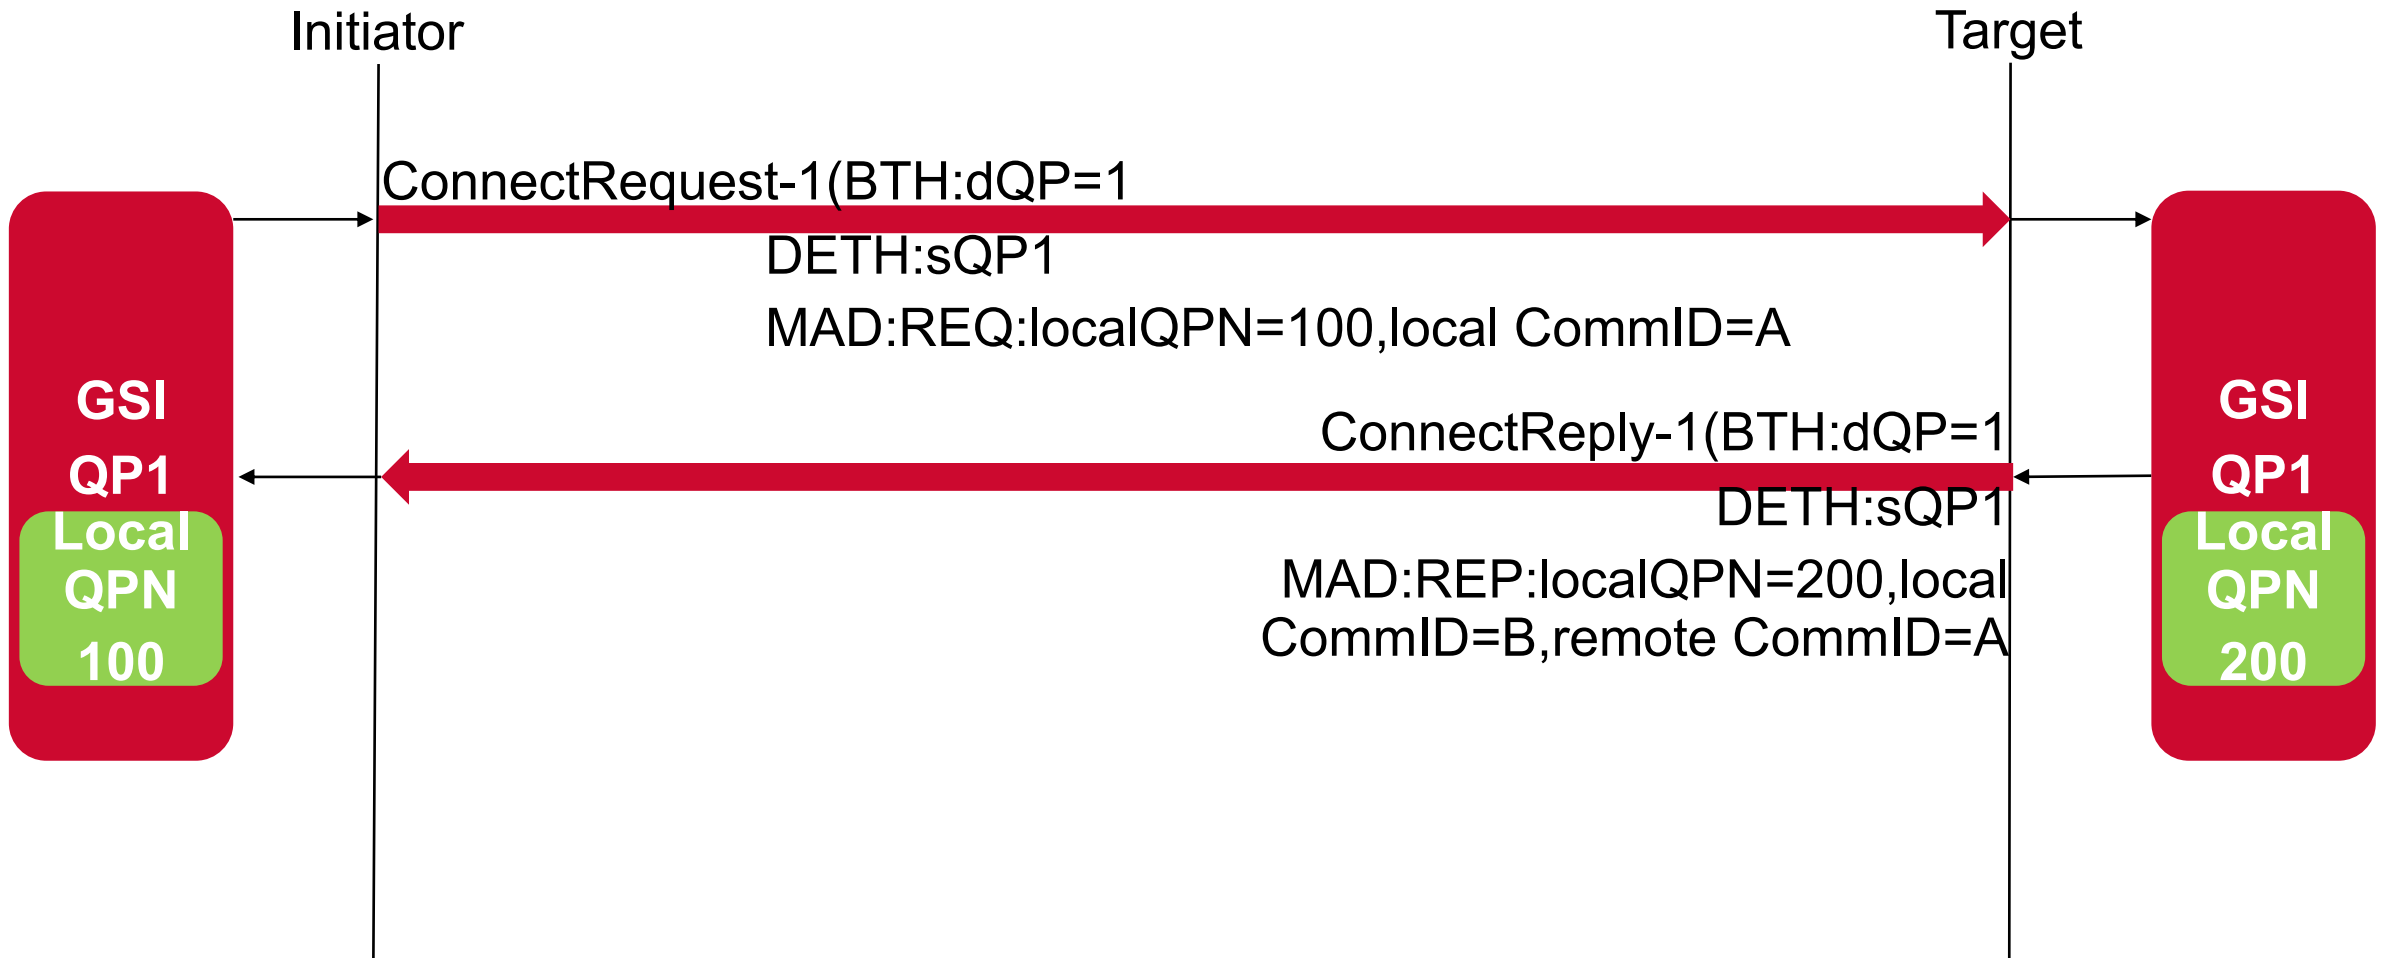 Initiator
Target
ConnectRequest-1(BTH:dQP=1
DETH:sQP1
MAD:REQ:localQPN=100,local CommID=A
GSI
QP1
Local
QPN
100
ConnectReply-1(BTH:dQP=1
DETH:sQP1
MAD:REP:localQPN=200,local
CommID=B,remote CommID=A
GSI
QP1
Local
QPN
200